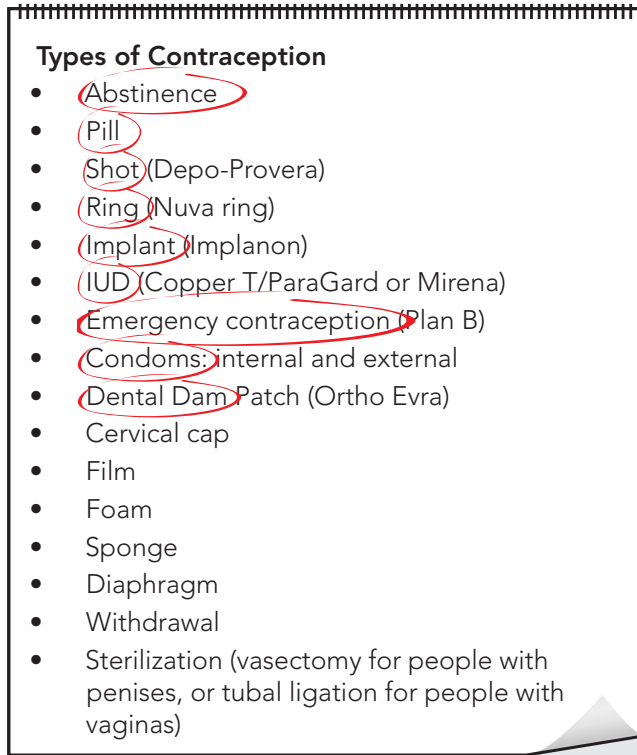 Types of Contraception
• Abstinence
• Pill
• Shot (Depo-Provera)
• Ring (Nuva ring)
• Implant (Implanon)
• IUD (Copper T/ParaGard or Mirena)
• Emergency contraception (Plan B)
• Condoms: internal and external
• Dental Dam Patch (Ortho Evra)
• Cervical cap
• Film
• Foam
• Sponge
• Diaphragm
• Withdrawal
• Sterilization (vasectomy for people with
penises, or tubal ligation for people with
vaginas)